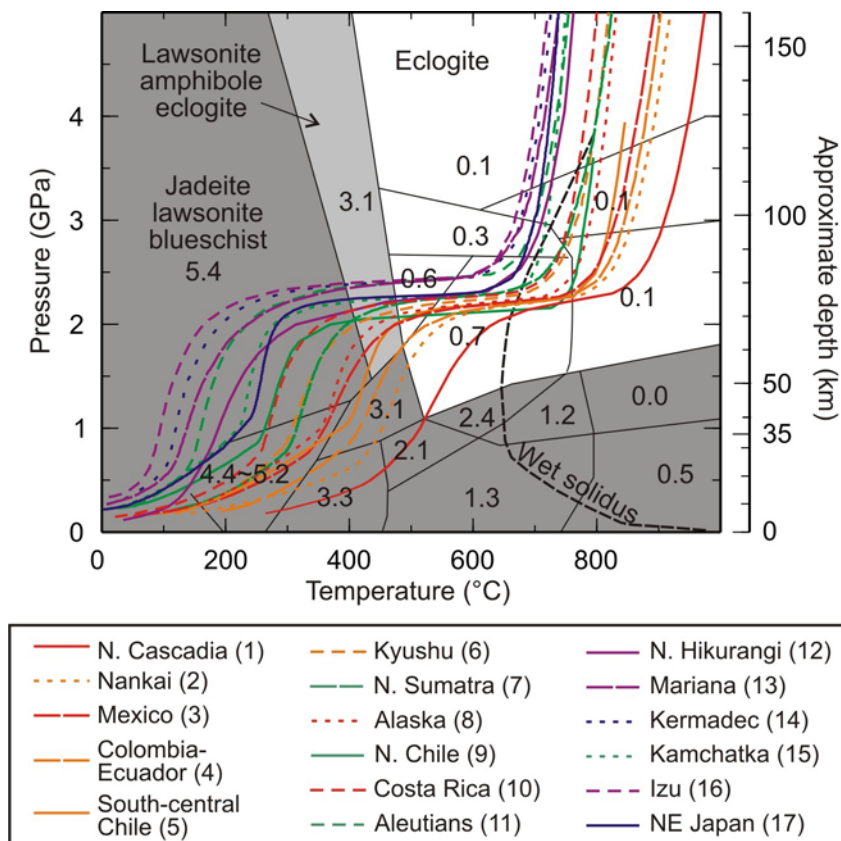 Lawsonite
amphibole
eclogite
Eclogite
Jadeite
lawsonite
blueschist
5.4
3.1
0.1
0.3
0.6
0.1
0.1
0.7
3.1
2.4
1.2
0.0
2.1
4.4~5.2
3.3
1.3
0.5
Wet solidus
Pressure (GPa)
4
3
2
1
0
Approximate depth (km)
150
100
50
35
0
0 200 400 600 800
Temperature (°C)
N. Cascadia (1)
Nankai (2)
Mexico (3)
Colombia-
Ecuador (4)
South-central
Chile (5)
Kyushu (6)
N. Sumatra (7)
Alaska (8)
N. Chile (9)
Costa Rica (10)
Aleutians (11)
N. Hikurangi (12)
Mariana (13)
Kermadec (14)
Kamchatka (15)
Izu (16)
NE Japan (17)